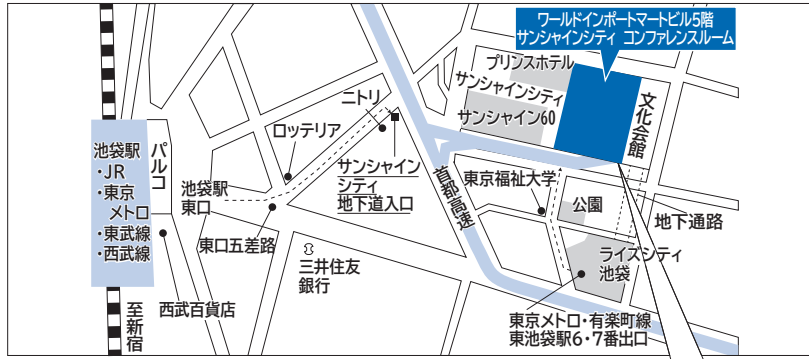 ワールドインポートマートビル5階
サンシャインシティ コンファレンスルーム
プリンスホテル
サンシャインシティ
サンシャイン60
文化会館
ニトリ
ロッテリア
パルコ
池袋駅
・JR
・東京
メトロ
・東武線
・西武線
池袋駅
東口
サンシャイン
シティ
地下道入口
首都高速
東京福祉大学
公園
地下通路
東口五差路
三井住友
銀行
ライズシティ
池袋
西武百貨店
至新宿
東京メトロ・有楽町線
東池袋駅6・7番出口